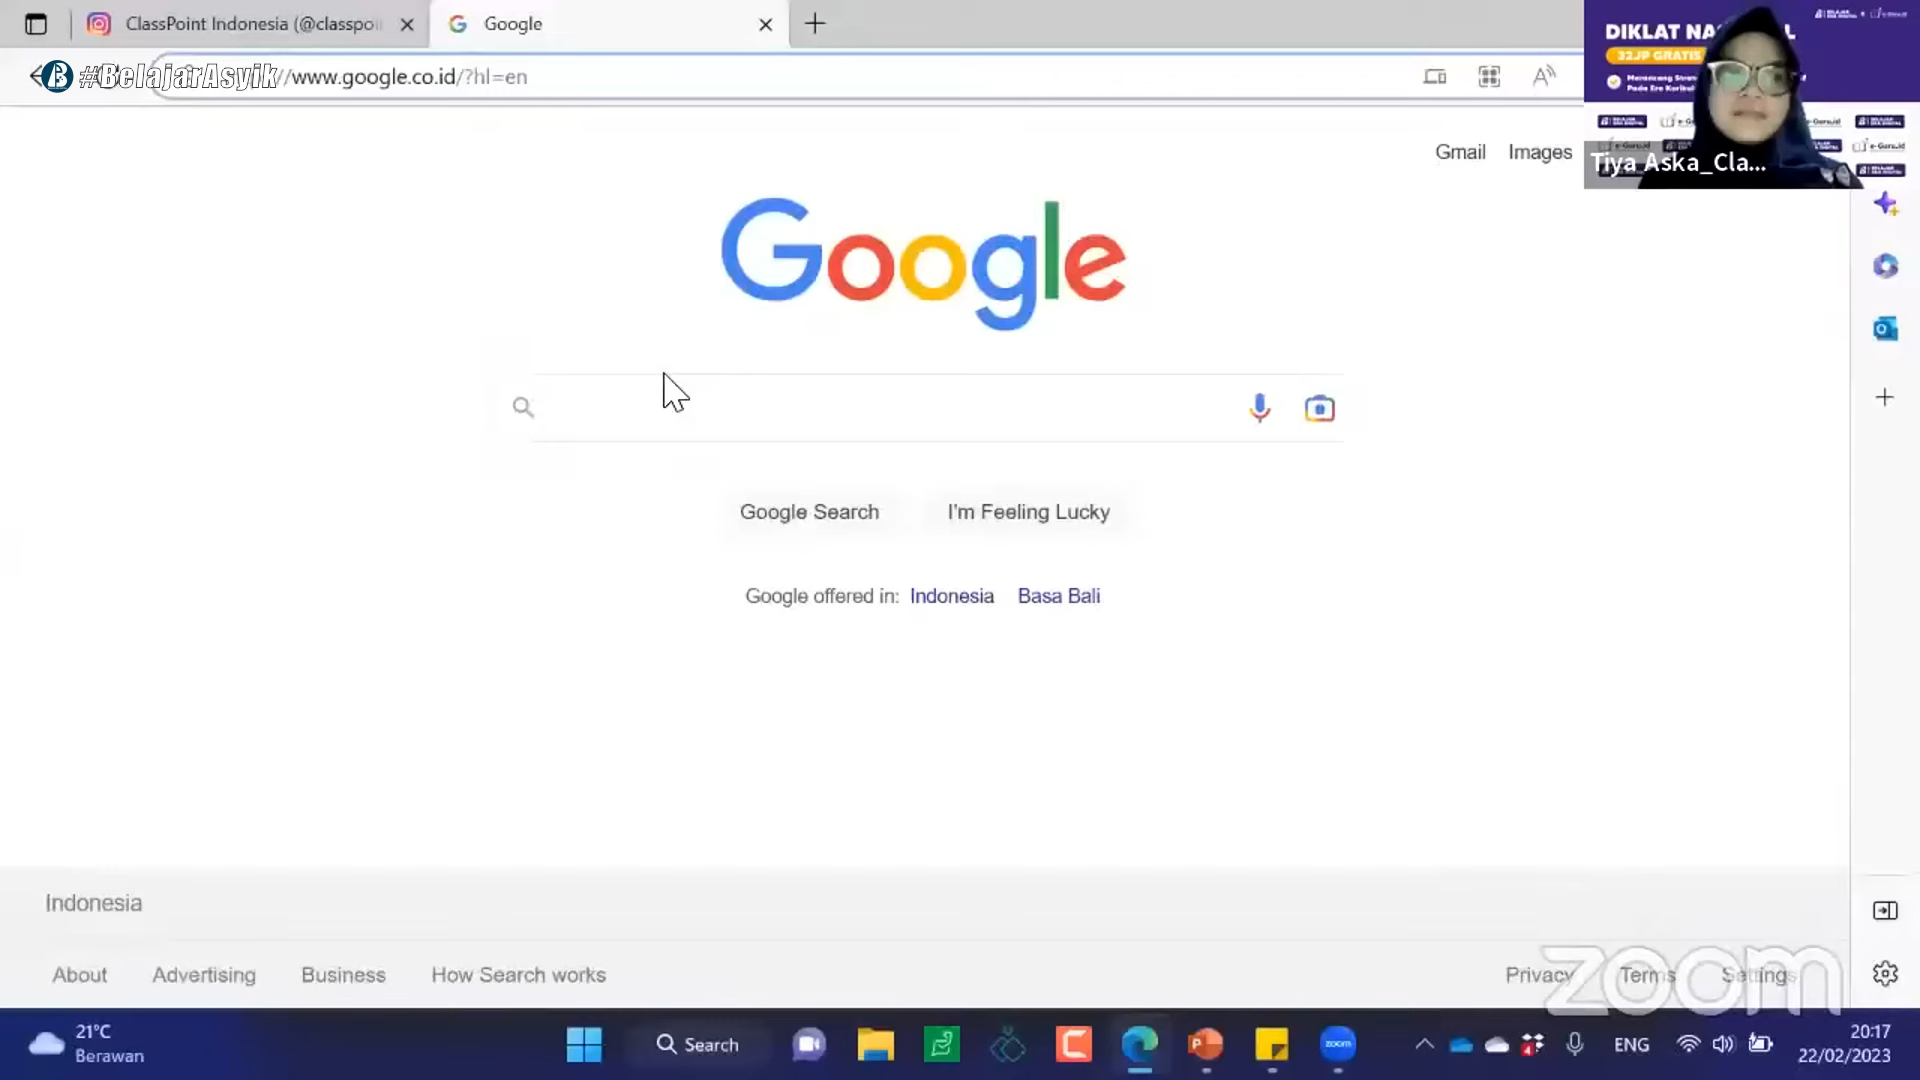 ClassPoint Indonesia (@classpoi
Google
#BelajarAsyik
//www.google.co.id/?hl=en
DIKLAT NA
32JP GRATIS
Tiya Aska_Cla...
Gmail Images
Google
Google Search I'm Feeling Lucky
Google offered in: Indonesia Basa Bali
Indonesia
About Advertising Business How Search works
Privacy Terms Settings
zoom
21°C
Berawan
Search
zoom
ENG
20:17
22/02/2023